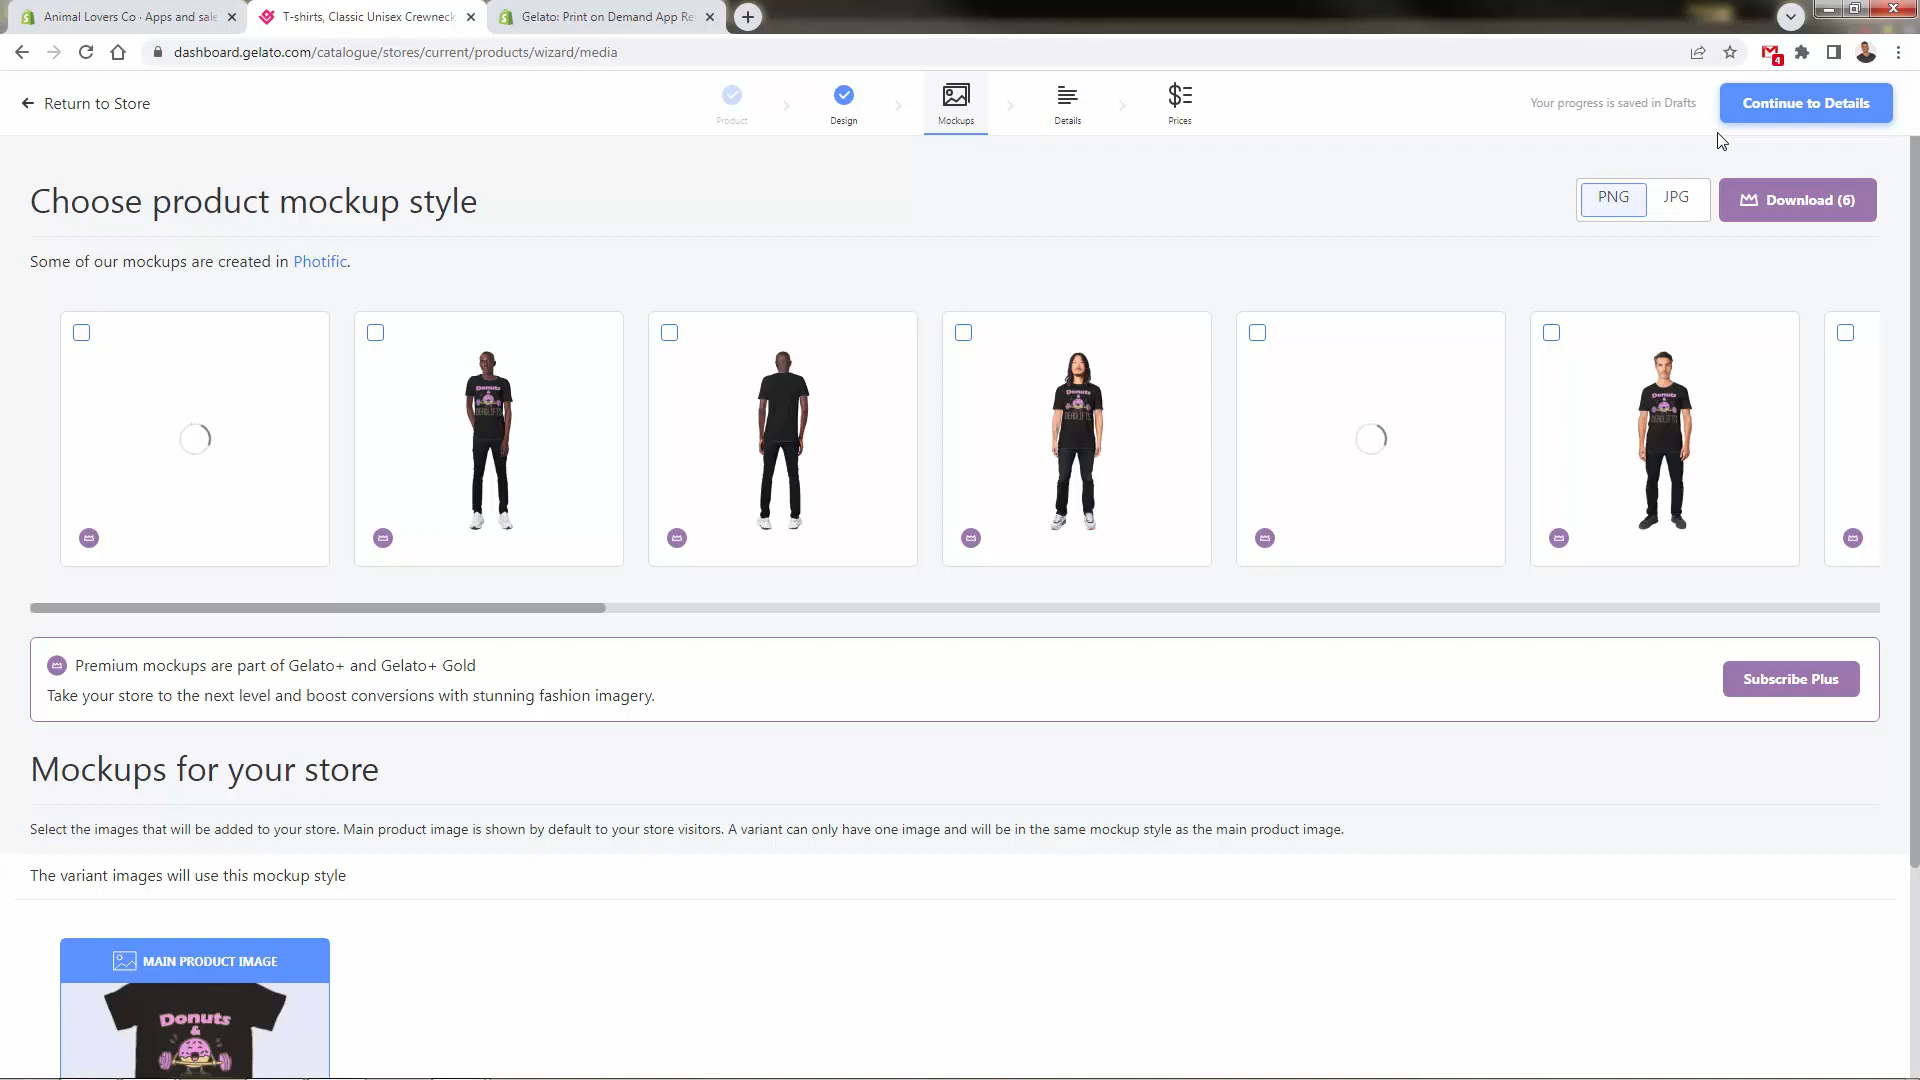 Animal Lovers Co · Apps and sale
T-shirts, Classic Unisex Crewneck
Gelato: Print on Demand App Re
dashboard.gelato.com/catalogue/stores/current/products/wizard/media
4
Return to Store
Product
Design
Mockups
Details
Prices
Your progress is saved in Drafts
Continue to Details
Choose product mockup style
PNG
JPG
Download (6)
Some of our mockups are created in Photific.
Donuts
DEADLIFTS
Donuts
DEADLIFTS
Donuts
DEADLIFTS
Premium mockups are part of Gelato+ and Gelato+ Gold
Take your store to the next level and boost conversions with stunning fashion imagery.
Subscribe Plus
Mockups for your store
Select the images that will be added to your store. Main product image is shown by default to your store visitors. A variant can only have one image and will be in the same mockup style as the main product image.
The variant images will use this mockup style
MAIN PRODUCT IMAGE
Donuts
&